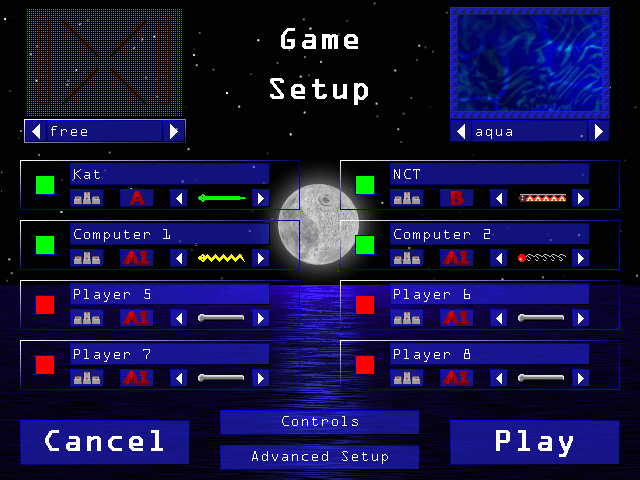 Game
Setup
free
aqua
Kat
A
NCT
B
Computer 1
AI
Computer 2
AI
Player 5
AI
Player 6
AI
Player 7
AI
Player 8
AI
Controls
Cancel
Play
Advanced Setup